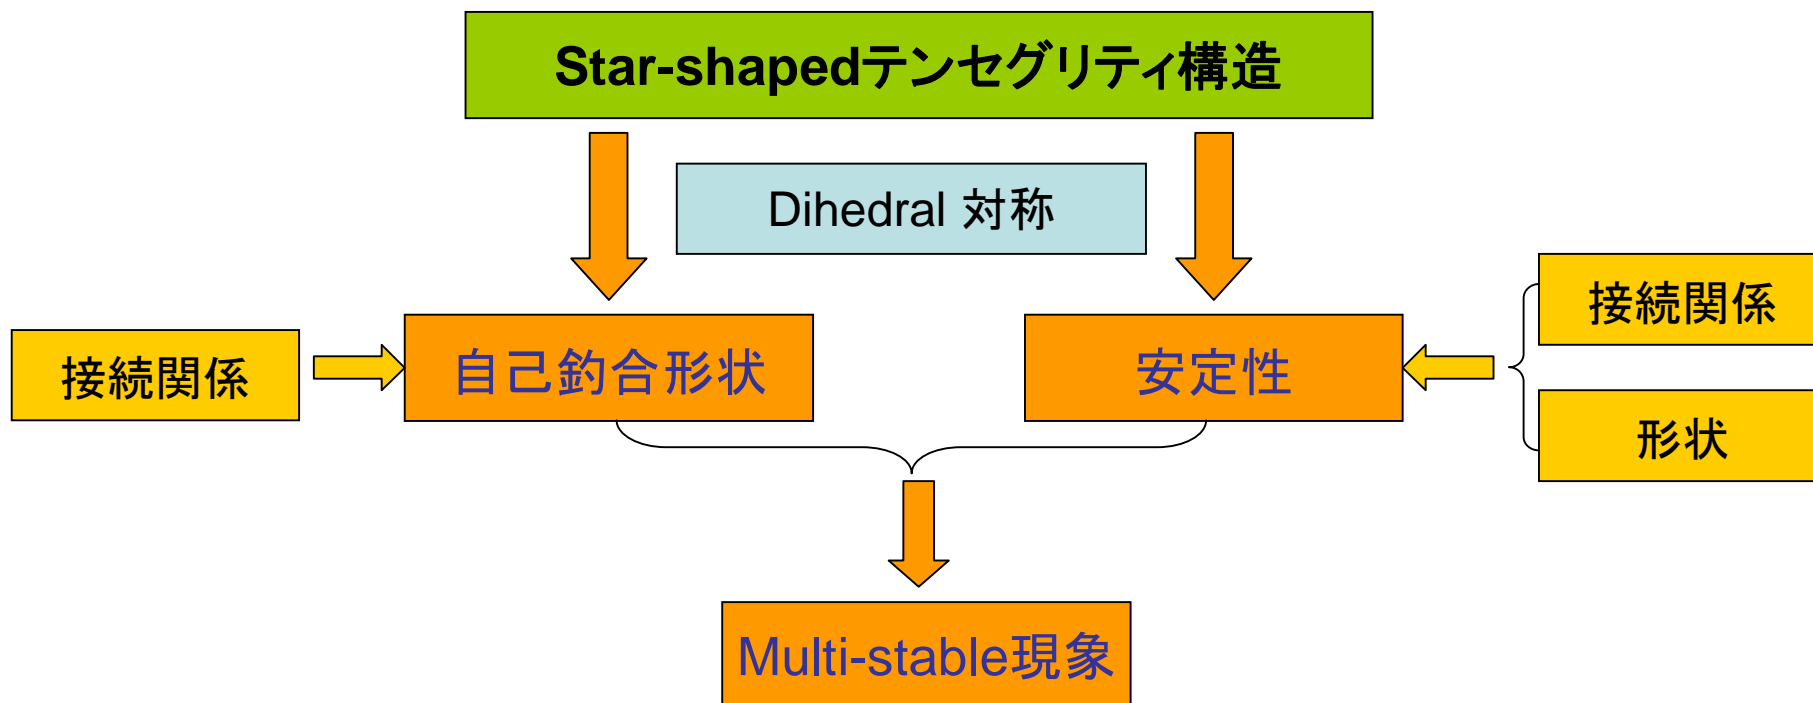 Star-shapedテンセグリティ構造
Dihedral 対称
接続関係
自己釣合形状
安定性
接続関係
形状
Multi-stable現象